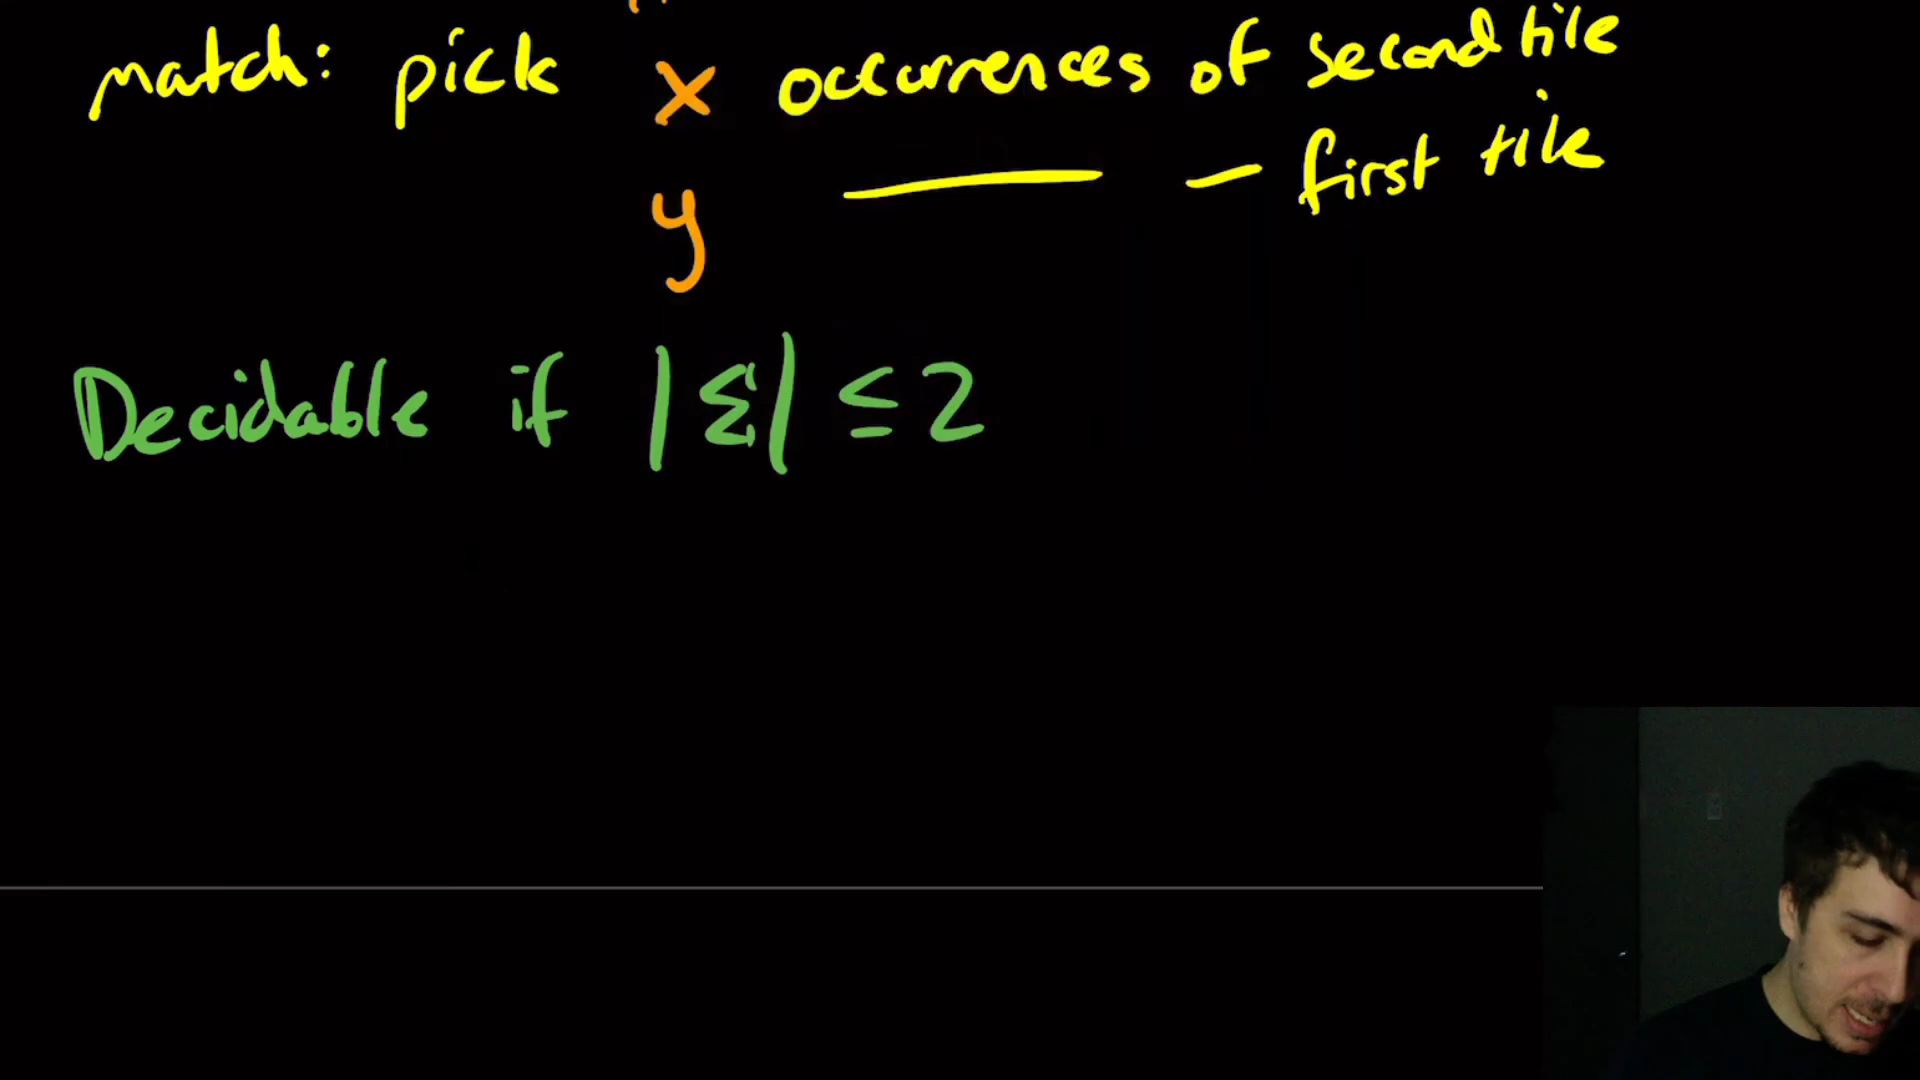 match: pick x occurrences of second tile
y — — first tile
Decidable if |Σ| ≤ 2